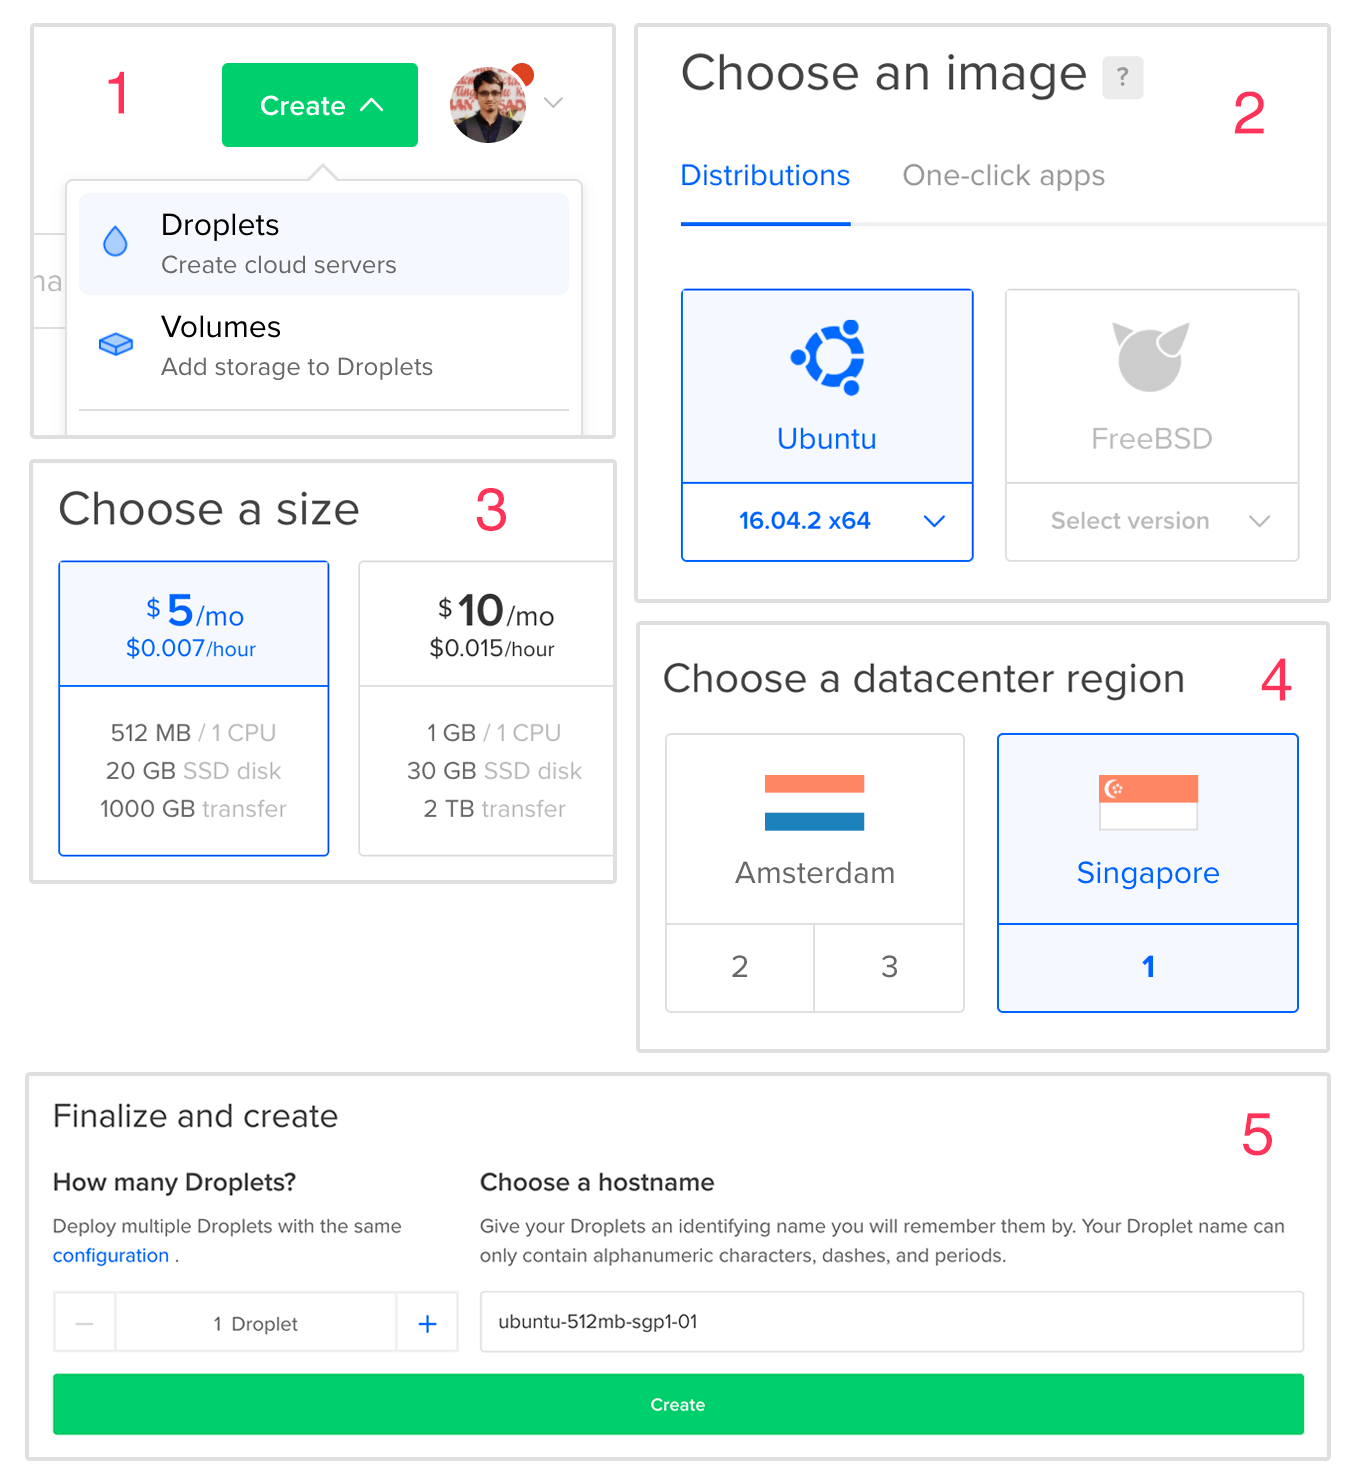 1
Create
Droplets
Create cloud servers
Volumes
Add storage to Droplets
Choose an image ?
2
Distributions One-click apps
Ubuntu
16.04.2 x64
FreeBSD
Select version
Choose a size
3
$ 5/mo
$0.007/hour
512 MB / 1 CPU
20 GB SSD disk
1000 GB transfer
$ 10/mo
$0.015/hour
1 GB / 1 CPU
30 GB SSD disk
2 TB transfer
Choose a datacenter region
4
Amsterdam
2 3
Singapore
1
Finalize and create
5
How many Droplets?
Deploy multiple Droplets with the same
configuration .
1 Droplet
Choose a hostname
Give your Droplets an identifying name you will remember them by. Your Droplet name can
only contain alphanumeric characters, dashes, and periods.
ubuntu-512mb-sgp1-01
Create